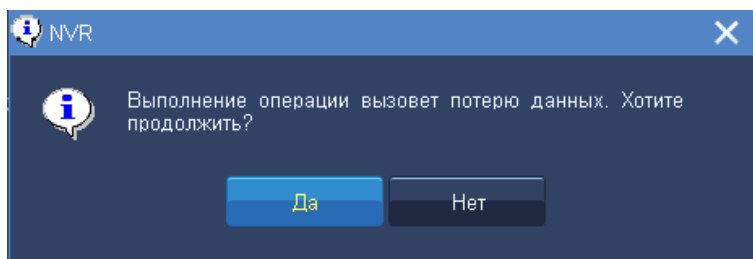 NVR
Выполнение операции вызовет потерю данных. Хотите
продолжить?
Да
Нет